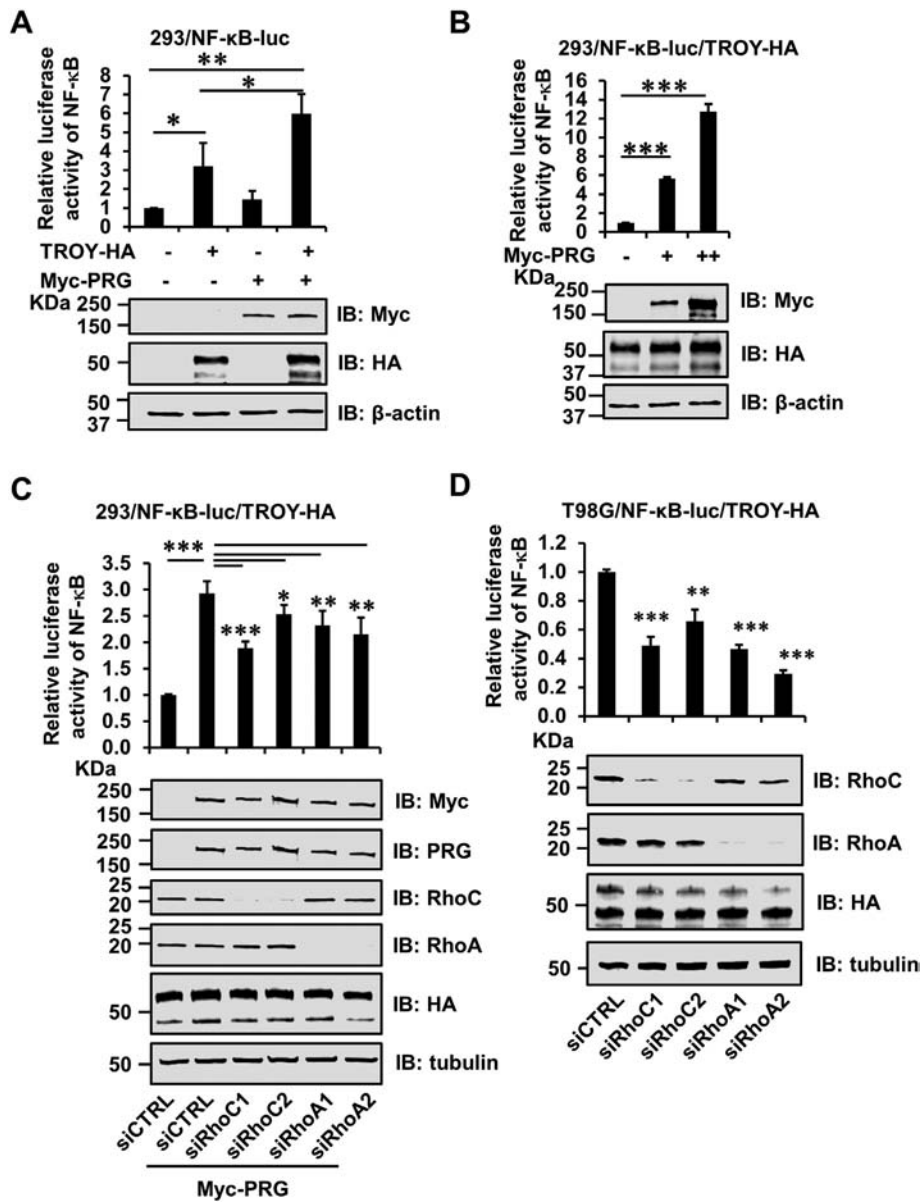 A
293/NF-κB-luc
Relative luciferase
activity of NF-κB
8
7
6
5
4
3
2
1
0
*
**
*
TROY-HA - + - +
Myc-PRG - - + +
KDa
250
150
IB: Myc
50
IB: HA
50
37
IB: β-actin
B
293/NF-κB-luc/TROY-HA
Relative luciferase
activity of NF-κB
16
14
12
10
8
6
4
2
0
***
***
Myc-PRG - + ++
KDa
250
150
IB: Myc
50
37
IB: HA
50
37
IB: β-actin
C
293/NF-κB-luc/TROY-HA
Relative luciferase
activity of NF-κB
3.5
3.0
2.5
2.0
1.5
1.0
0.5
0.0
***
***
*
**
**
KDa
250
150
IB: Myc
250
150
IB: PRG
25
20
IB: RhoC
25
20
IB: RhoA
50
IB: HA
50
IB: tubulin
siCTRL siCTRL siRhoC1 siRhoC2 siRhoA1 siRhoA2
Myc-PRG
D
T98G/NF-κB-luc/TROY-HA
Relative luciferase
activity of NF-κB
1.2
1.0
0.8
0.6
0.4
0.2
0.0
***
**
***
***
KDa
25
20
IB: RhoC
25
20
IB: RhoA
50
IB: HA
50
IB: tubulin
siCTRL siRhoC1 siRhoC2 siRhoA1 siRhoA2